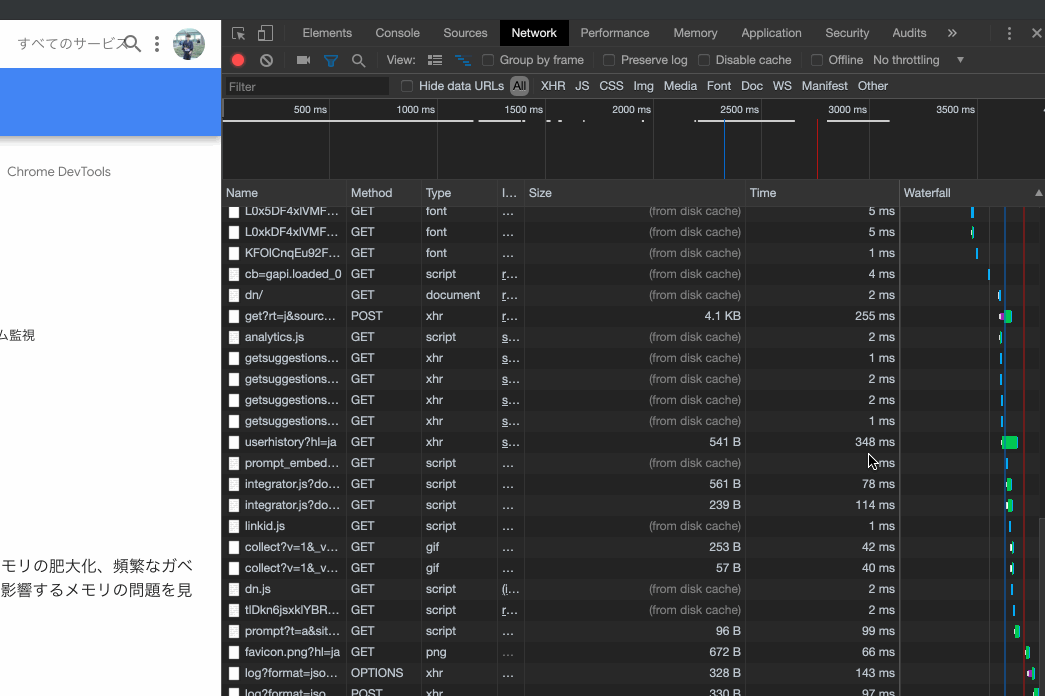 すべてのサービス
Elements Console Sources Network Performance Memory Application Security Audits »
View: Group by frame Preserve log Disable cache Offline No throttling ▼
Filter Hide data URLs All XHR JS CSS Img Media Font Doc WS Manifest Other
500 ms 1000 ms 1500 ms 2000 ms 2500 ms 3000 ms 3500 ms
Chrome DevTools
Name Method Type I... Size Time Waterfall ▲
L0x5DF4xlVMF... GET font ... (from disk cache) 5 ms
L0xkDF4xlVMF... GET font ... (from disk cache) 5 ms
KFOlCnqEu92F... GET font ... (from disk cache) 1 ms
cb=gapi.loaded_0 GET script r... (from disk cache) 4 ms
dn/ GET document r... (from disk cache) 2 ms
get?rt=j&sourc... POST xhr r... 4.1 KB 255 ms
ム監視
analytics.js GET script s... (from disk cache) 2 ms
getsuggestions... GET xhr s... (from disk cache) 1 ms
getsuggestions... GET xhr s... (from disk cache) 2 ms
getsuggestions... GET xhr s... (from disk cache) 2 ms
getsuggestions... GET xhr s... (from disk cache) 1 ms
userhistory?hl=ja GET xhr s... 541 B 348 ms
prompt_embed... GET script ... (from disk cache) ms
integrator.js?do... GET script ... 561 B 78 ms
integrator.js?do... GET script ... 239 B 114 ms
linkid.js GET script ... (from disk cache) 1 ms
collect?v=1&_v... GET gif ... 253 B 42 ms
モリの肥大化、頻繁なガベ
collect?v=1&_v... GET gif ... 57 B 40 ms
影響するメモリの問題を見
dn.js GET script (i... (from disk cache) 2 ms
tlDkn6jsxklYBR... GET script r... (from disk cache) 2 ms
prompt?t=a&sit... GET script ... 96 B 99 ms
favicon.png?hl=ja GET png ... 672 B 66 ms
log?format=jso... OPTIONS xhr ... 328 B 143 ms
log?format=jso... POST xhr ... 330 B 97 ms